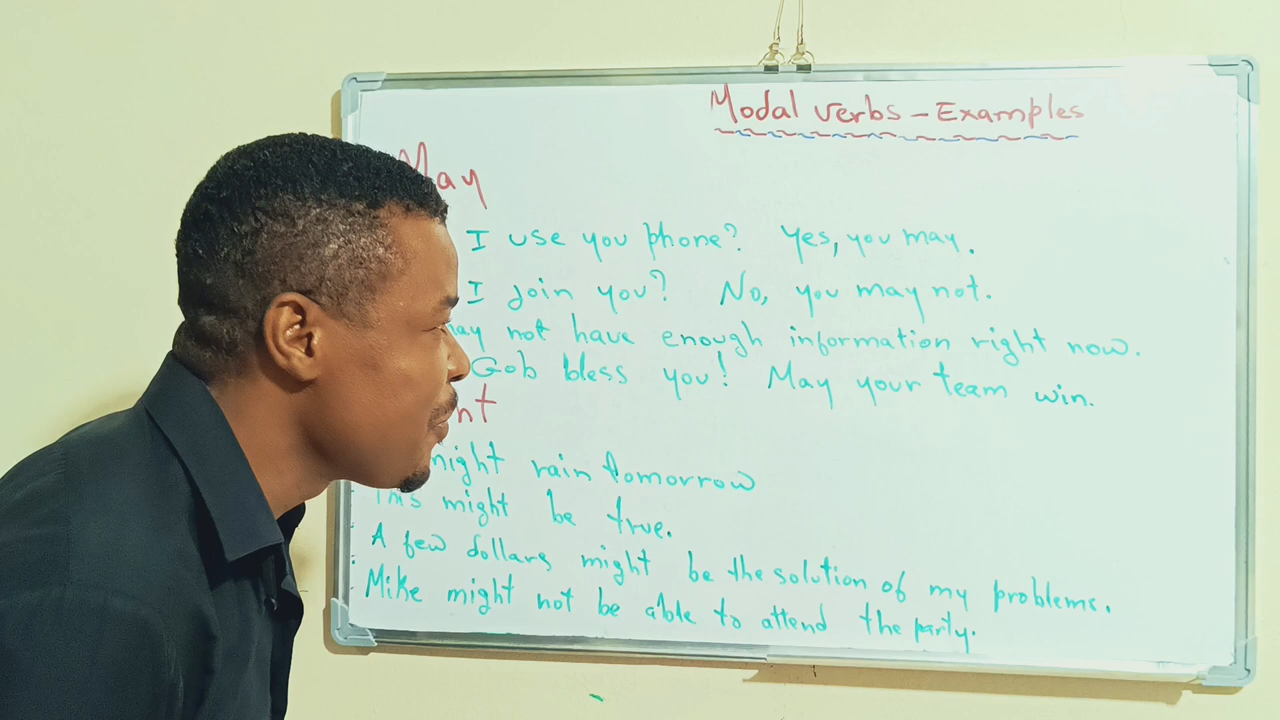 Modal verbs - Examples
May
I use you phone? Yes, you may.
I join you? No, you may not.
may not have enough information right now.
Gob bless you! May your team win.
might rain tomorrow
This might be true.
A few dollars might be the solution of my problems.
Mike might not be able to attend the party.